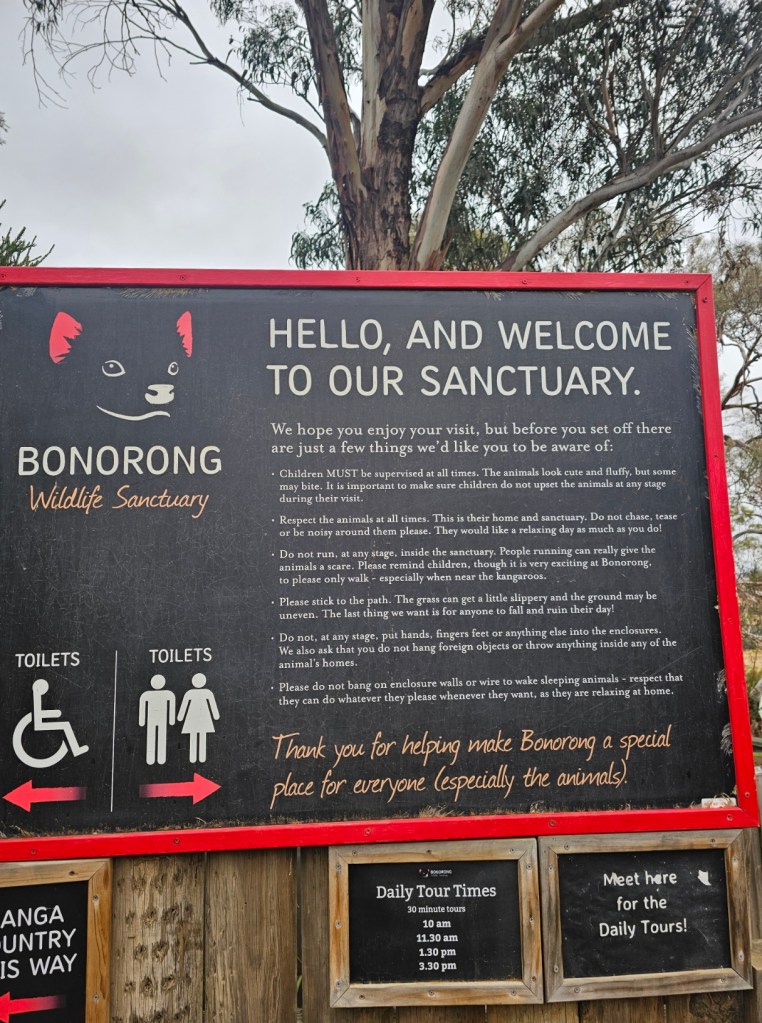 HELLO, AND WELCOME
TO OUR SANCTUARY.
BONORONG
Wildlife Sanctuary
We hope you enjoy your visit, but before you set off there
are just a few things we'd like you to be aware of:
· Children MUST be supervised at all times. The animals look cute and fluffy, but some
may bite. It is important to make sure children do not upset the animals at any stage
during their visit.
· Respect the animals at all times. This is their home and sanctuary. Do not chase, tease
or be noisy around them please. They would like a relaxing day as much as you do!
· Do not run, at any stage, inside the sanctuary. People running can really give the
animals a scare. Please remind children, though it is very exciting at Bonorong,
to please only walk - especially when near the kangaroos.
· Please stick to the path. The grass can get a little slippery and the ground may be
uneven. The last thing we want is for anyone to fall and ruin their day!
· Do not, at any stage, put hands, fingers feet or anything else into the enclosures.
We also ask that you do not hang foreign objects or throw anything inside any of the
animal's homes.
· Please do not bang on enclosure walls or wire to wake sleeping animals - respect that
they can do whatever they please whenever they want, as they are relaxing at home.
Thank you for helping make Bonorong a special
place for everyone (especially the animals).
TOILETS
TOILETS
ANGA
OUNTRY
IS WAY
BONORONG
Daily Tour Times
30 minute tours
10 am
11.30 am
1.30 pm
3.30 pm
Meet here
for the
Daily Tours!